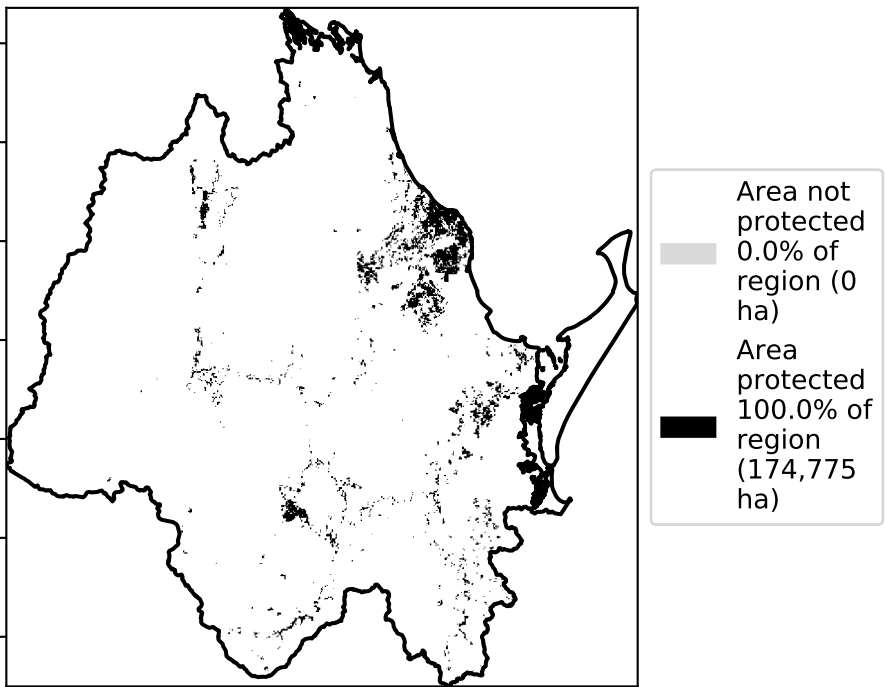 Area not
protected
0.0% of
region (0
ha)
Area
protected
100.0% of
region
(174,775
ha)